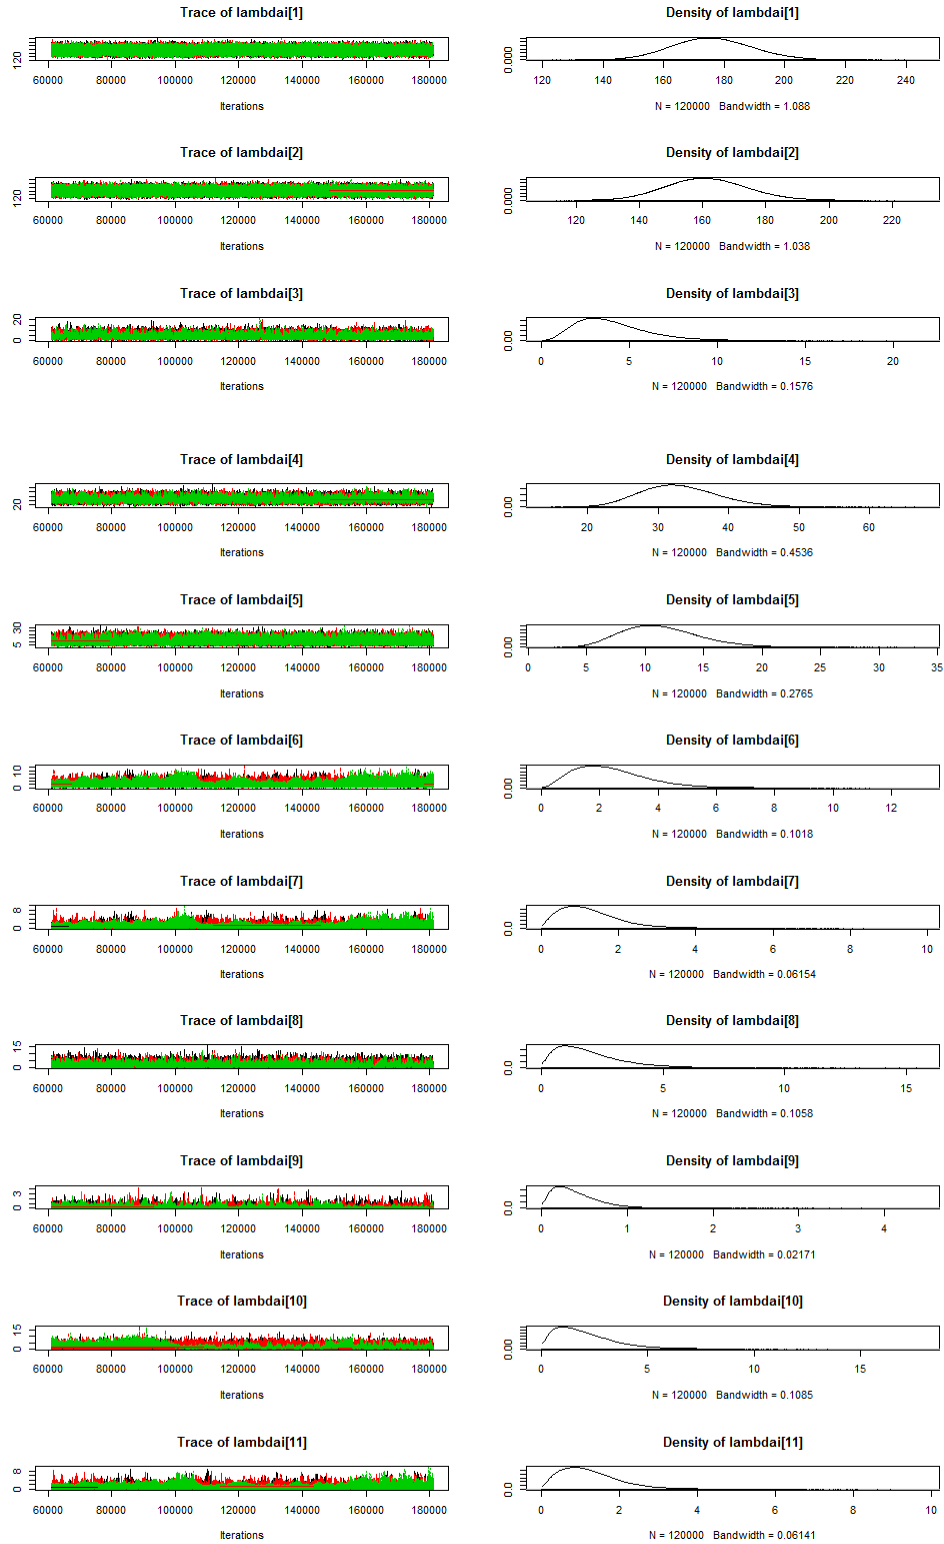 Trace of lambdai[1]
Density of lambdai[1]
120
0.000
60000 80000 100000 120000 140000 160000 180000
120 140 160 180 200 220 240
Iterations
N = 120000 Bandwidth = 1.088
Trace of lambdai[2]
Density of lambdai[2]
120
0.000
60000 80000 100000 120000 140000 160000 180000
120 140 160 180 200 220
Iterations
N = 120000 Bandwidth = 1.038
Trace of lambdai[3]
Density of lambdai[3]
0 20
0.00
60000 80000 100000 120000 140000 160000 180000
0 5 10 15 20
Iterations
N = 120000 Bandwidth = 0.1576
Trace of lambdai[4]
Density of lambdai[4]
20
0.00
60000 80000 100000 120000 140000 160000 180000
20 30 40 50 60
Iterations
N = 120000 Bandwidth = 0.4536
Trace of lambdai[5]
Density of lambdai[5]
5 30
0.00
60000 80000 100000 120000 140000 160000 180000
0 5 10 15 20 25 30 35
Iterations
N = 120000 Bandwidth = 0.2765
Trace of lambdai[6]
Density of lambdai[6]
0 10
0.00
60000 80000 100000 120000 140000 160000 180000
0 2 4 6 8 10 12
Iterations
N = 120000 Bandwidth = 0.1018
Trace of lambdai[7]
Density of lambdai[7]
0 8
0.0
60000 80000 100000 120000 140000 160000 180000
0 2 4 6 8 10
Iterations
N = 120000 Bandwidth = 0.06154
Trace of lambdai[8]
Density of lambdai[8]
0 15
0.0
60000 80000 100000 120000 140000 160000 180000
0 5 10 15
Iterations
N = 120000 Bandwidth = 0.1058
Trace of lambdai[9]
Density of lambdai[9]
0 3
0.0
60000 80000 100000 120000 140000 160000 180000
0 1 2 3 4
Iterations
N = 120000 Bandwidth = 0.02171
Trace of lambdai[10]
Density of lambdai[10]
0 15
0.00
60000 80000 100000 120000 140000 160000 180000
0 5 10 15
Iterations
N = 120000 Bandwidth = 0.1085
Trace of lambdai[11]
Density of lambdai[11]
0 8
0.0
60000 80000 100000 120000 140000 160000 180000
0 2 4 6 8 10
Iterations
N = 120000 Bandwidth = 0.06141